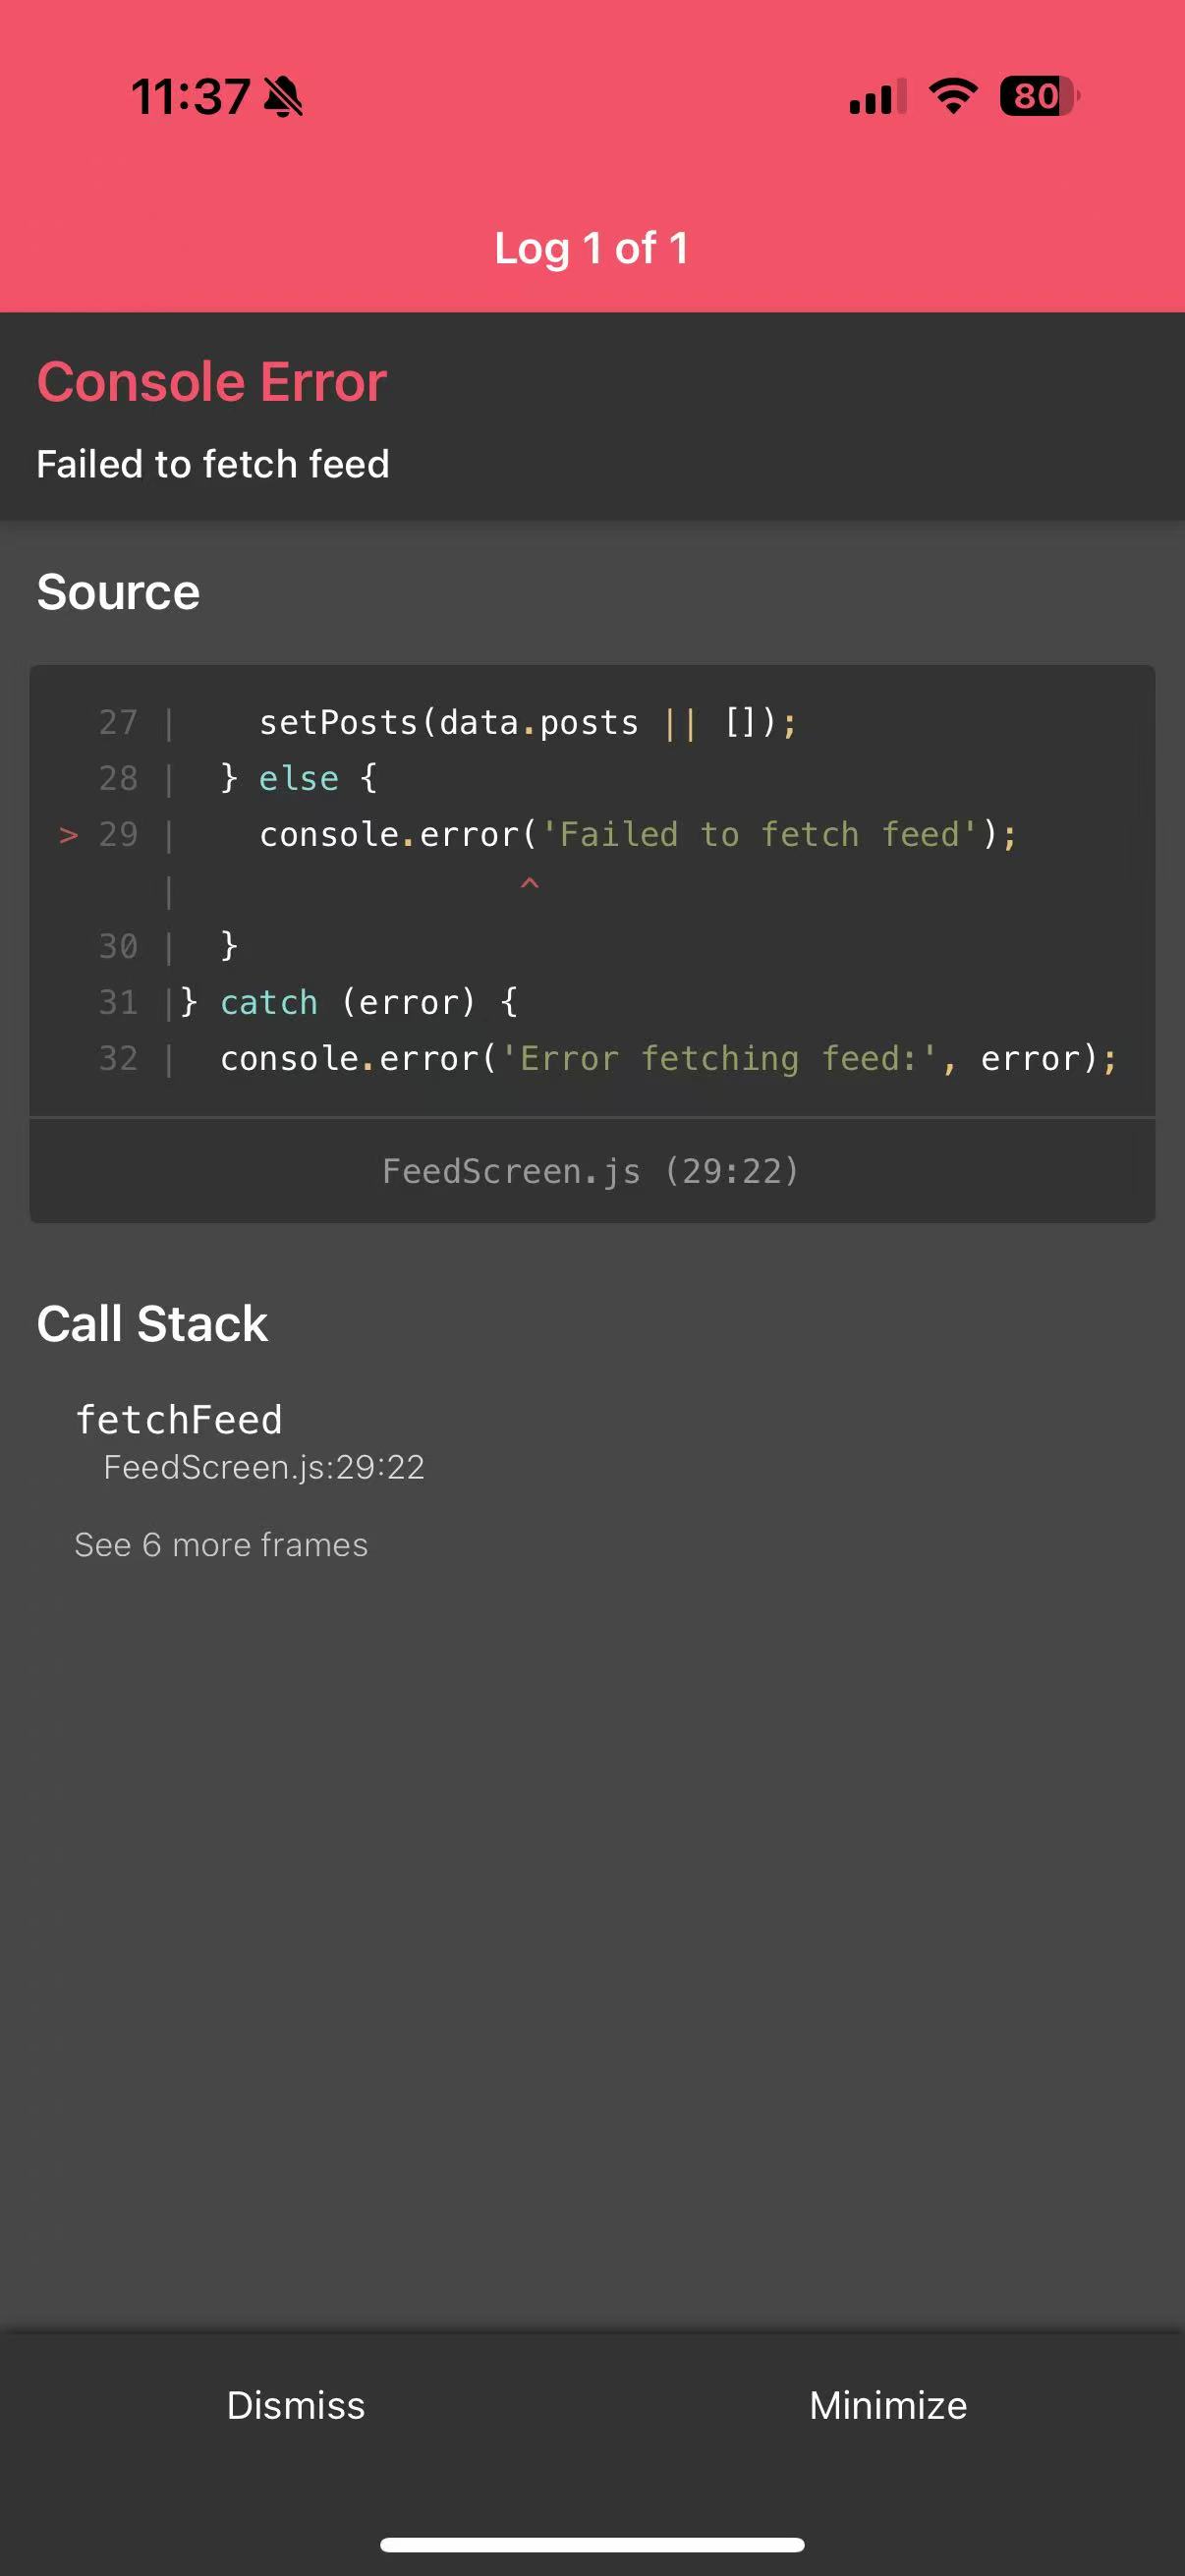 11:37
80
Log 1 of 1
Console Error
Failed to fetch feed
Source
27 |    setPosts(data.posts || []);
28 |  } else {
> 29 |    console.error('Failed to fetch feed');
|                 ^
30 |  }
31 |} catch (error) {
32 |  console.error('Error fetching feed:', error);
FeedScreen.js (29:22)
Call Stack
fetchFeed
FeedScreen.js:29:22
See 6 more frames
Dismiss Minimize